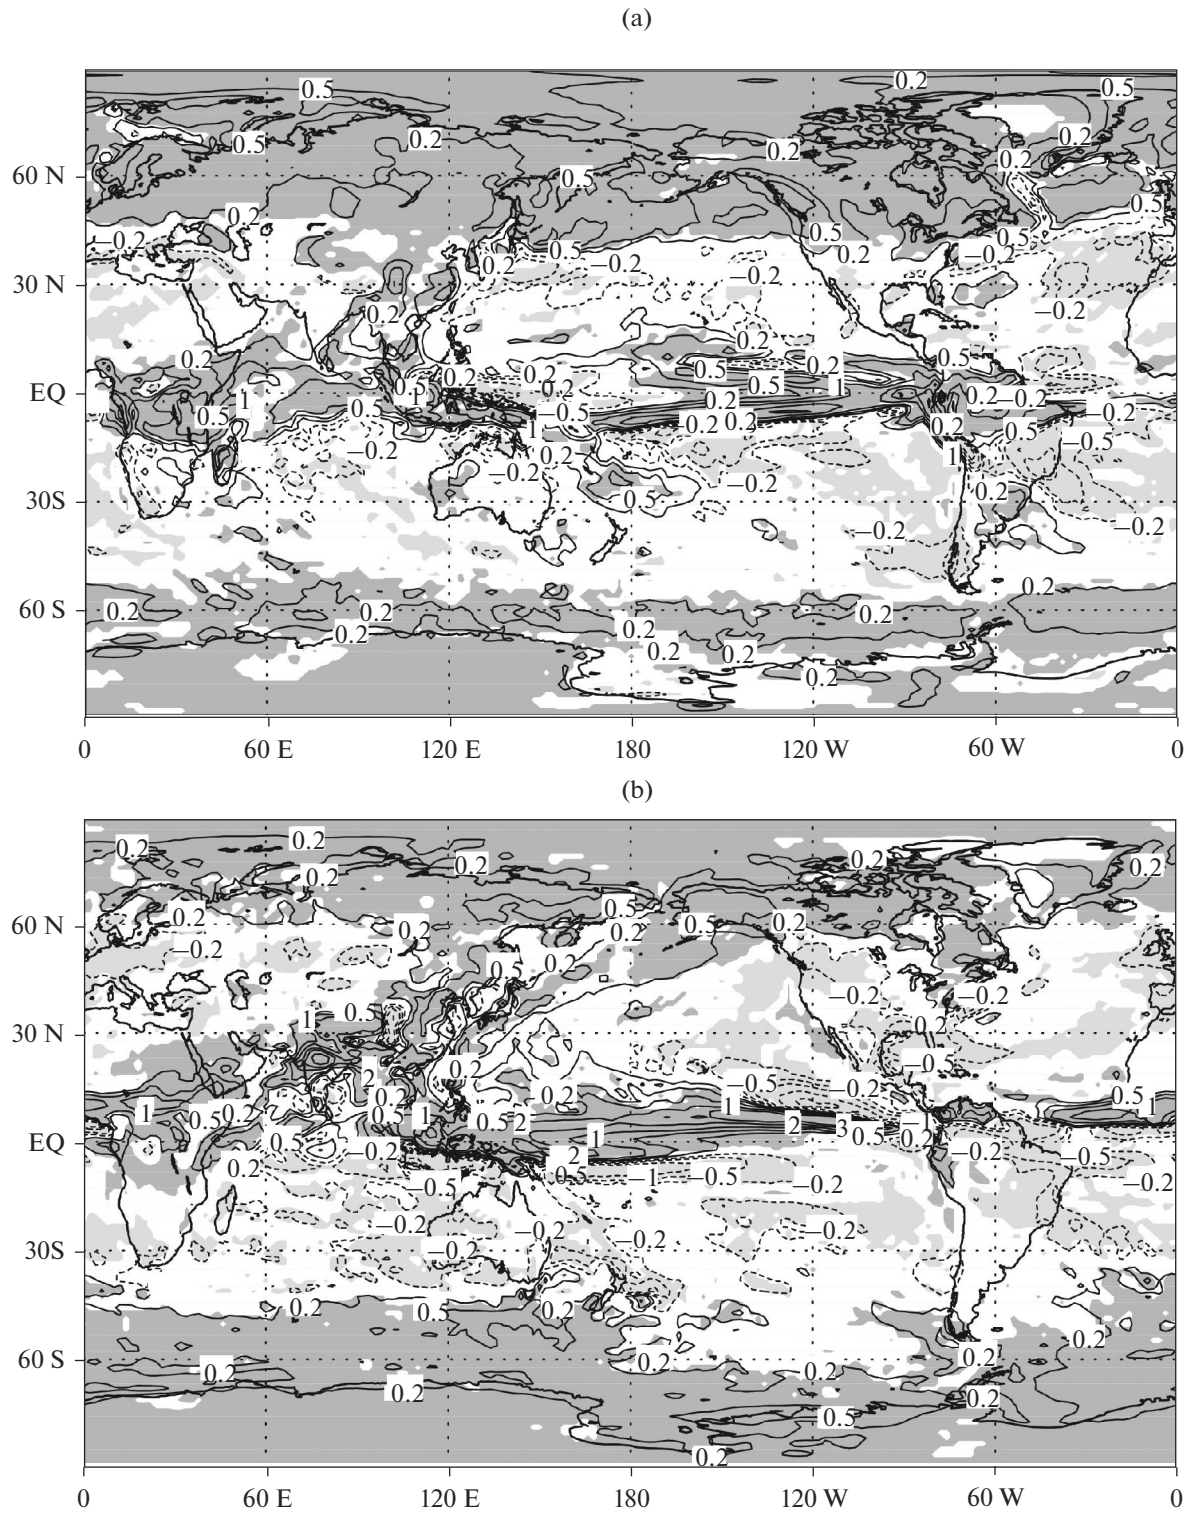 (a)
0.5 0.2 0.5
0.5 0.2 0.2 0.2 0.2
60 N 0.5
0.2 0.5
−0.2 0.5 0.5 0.2 0.5
0.2 −0.2 −0.2 −0.2
30 N
0.2 −0.2
0.2 0.2 0.2 0.5
0.5 0.2 0.2 0.5 0.5 1
EQ 0.2 −0.2
0.5 1 0.5 −0.5 0.2 −0.2
1 −0.2 0.2 0.2 0.5 −0.5
−0.2 0.2 1
−0.2 −0.2 0.2
30S 0.5
−0.2 −0.2
0.2
60 S 0.2 0.2 0.2
0.2 0.2
0.2 0.2
0.2
0 60 E 120 E 180 120 W 60 W 0
(b)
0.2 0.2 0.2 0.2
0.2
60 N 0.2 0.2 0.5 0.2 0.5 0.2
−0.2 0.2
0.5 −0.2 −0.2
1 0.5 0.2
30 N
2 0.2 −0.5
0.2 0.2 −0.5 −0.2 0.5
1 0.5 0.2 0.5 1 0.5 2 1 2 3 0.5 −1 1
EQ 0.5 −0.2 1 0.2
0.2 2 −0.2 −0.5
−0.5 0.5 −1 −0.5 −0.2 −0.2
−0.2 −0.2 −0.2 −0.2
30S −0.2
0.2 0.5 0.2
0.2
60 S 0.2 0.2
0.2 0.2
0.2 0.2
0.5
0.2
0 60 E 120 E 180 120 W 60 W 0